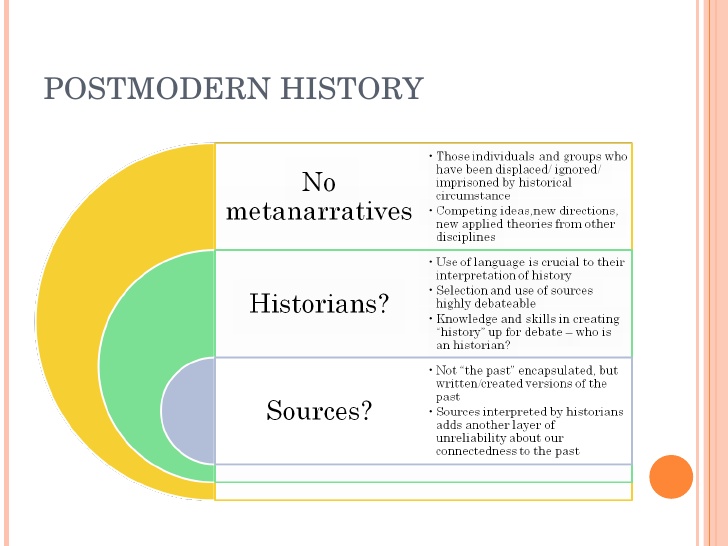 POSTMODERN HISTORY
No
metanarratives
• Those individuals and groups who
have been displaced/ ignored/
imprisoned by historical
circumstance
• Competing ideas,new directions,
new applied theories from other
disciplines
Historians?
• Use of language is crucial to their
interpretation of history
• Selection and use of sources
highly debateable
• Knowledge and skills in creating
"history" up for debate – who is
an historian?
Sources?
• Not "the past" encapsulated, but
written/created versions of the
past
• Sources interpreted by historians
adds another layer of
unreliability about our
connectedness to the past